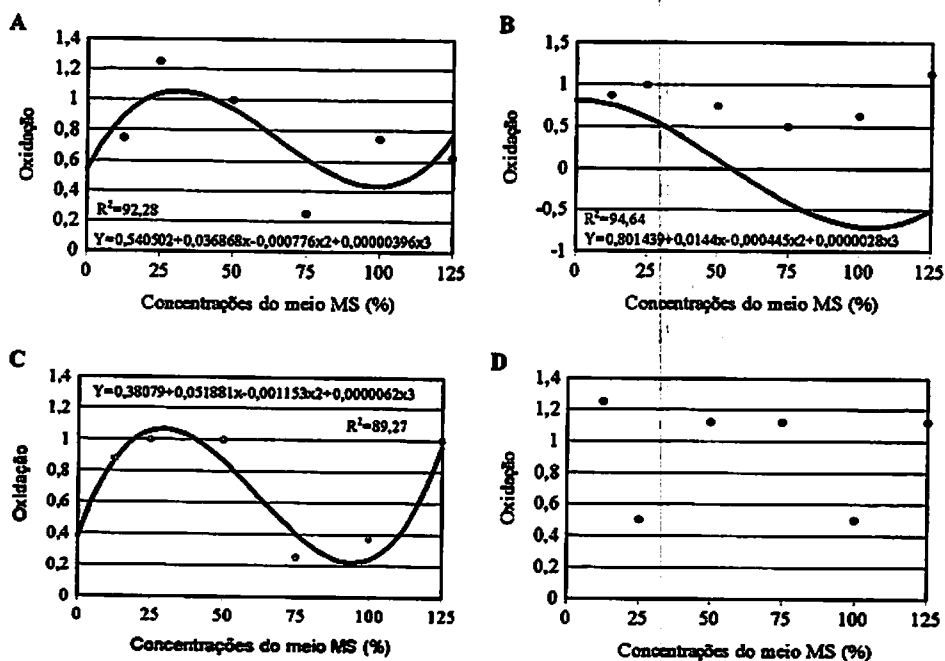 A
1,4
1,2
1
0,8
0,6
0,4
0,2
0
Oxidação
R²=92,28
Y=0,540502+0,036868x-0,000776x2+0,00000396x3
0 25 50 75 100 125
Concentrações do meio MS (%)
B
1,5
1
0,5
0
-0,5
-1
Oxidação
R²=94,64
Y=0,801439+0,0144x-0,000445x2+0,0000028x3
0 25 50 75 100 125
Concentrações do meio MS (%)
C
1,4
1,2
1
0,8
0,6
0,4
0,2
0
Oxidação
Y=0,38079+0,051881x-0,001153x2+0,0000062x3
R²=89,27
0 25 50 75 100 125
Concentrações do meio MS (%)
D
1,4
1,2
1
0,8
0,6
0,4
0,2
0
Oxidação
0 25 50 75 100 125
Concentrações do meio MS (%)